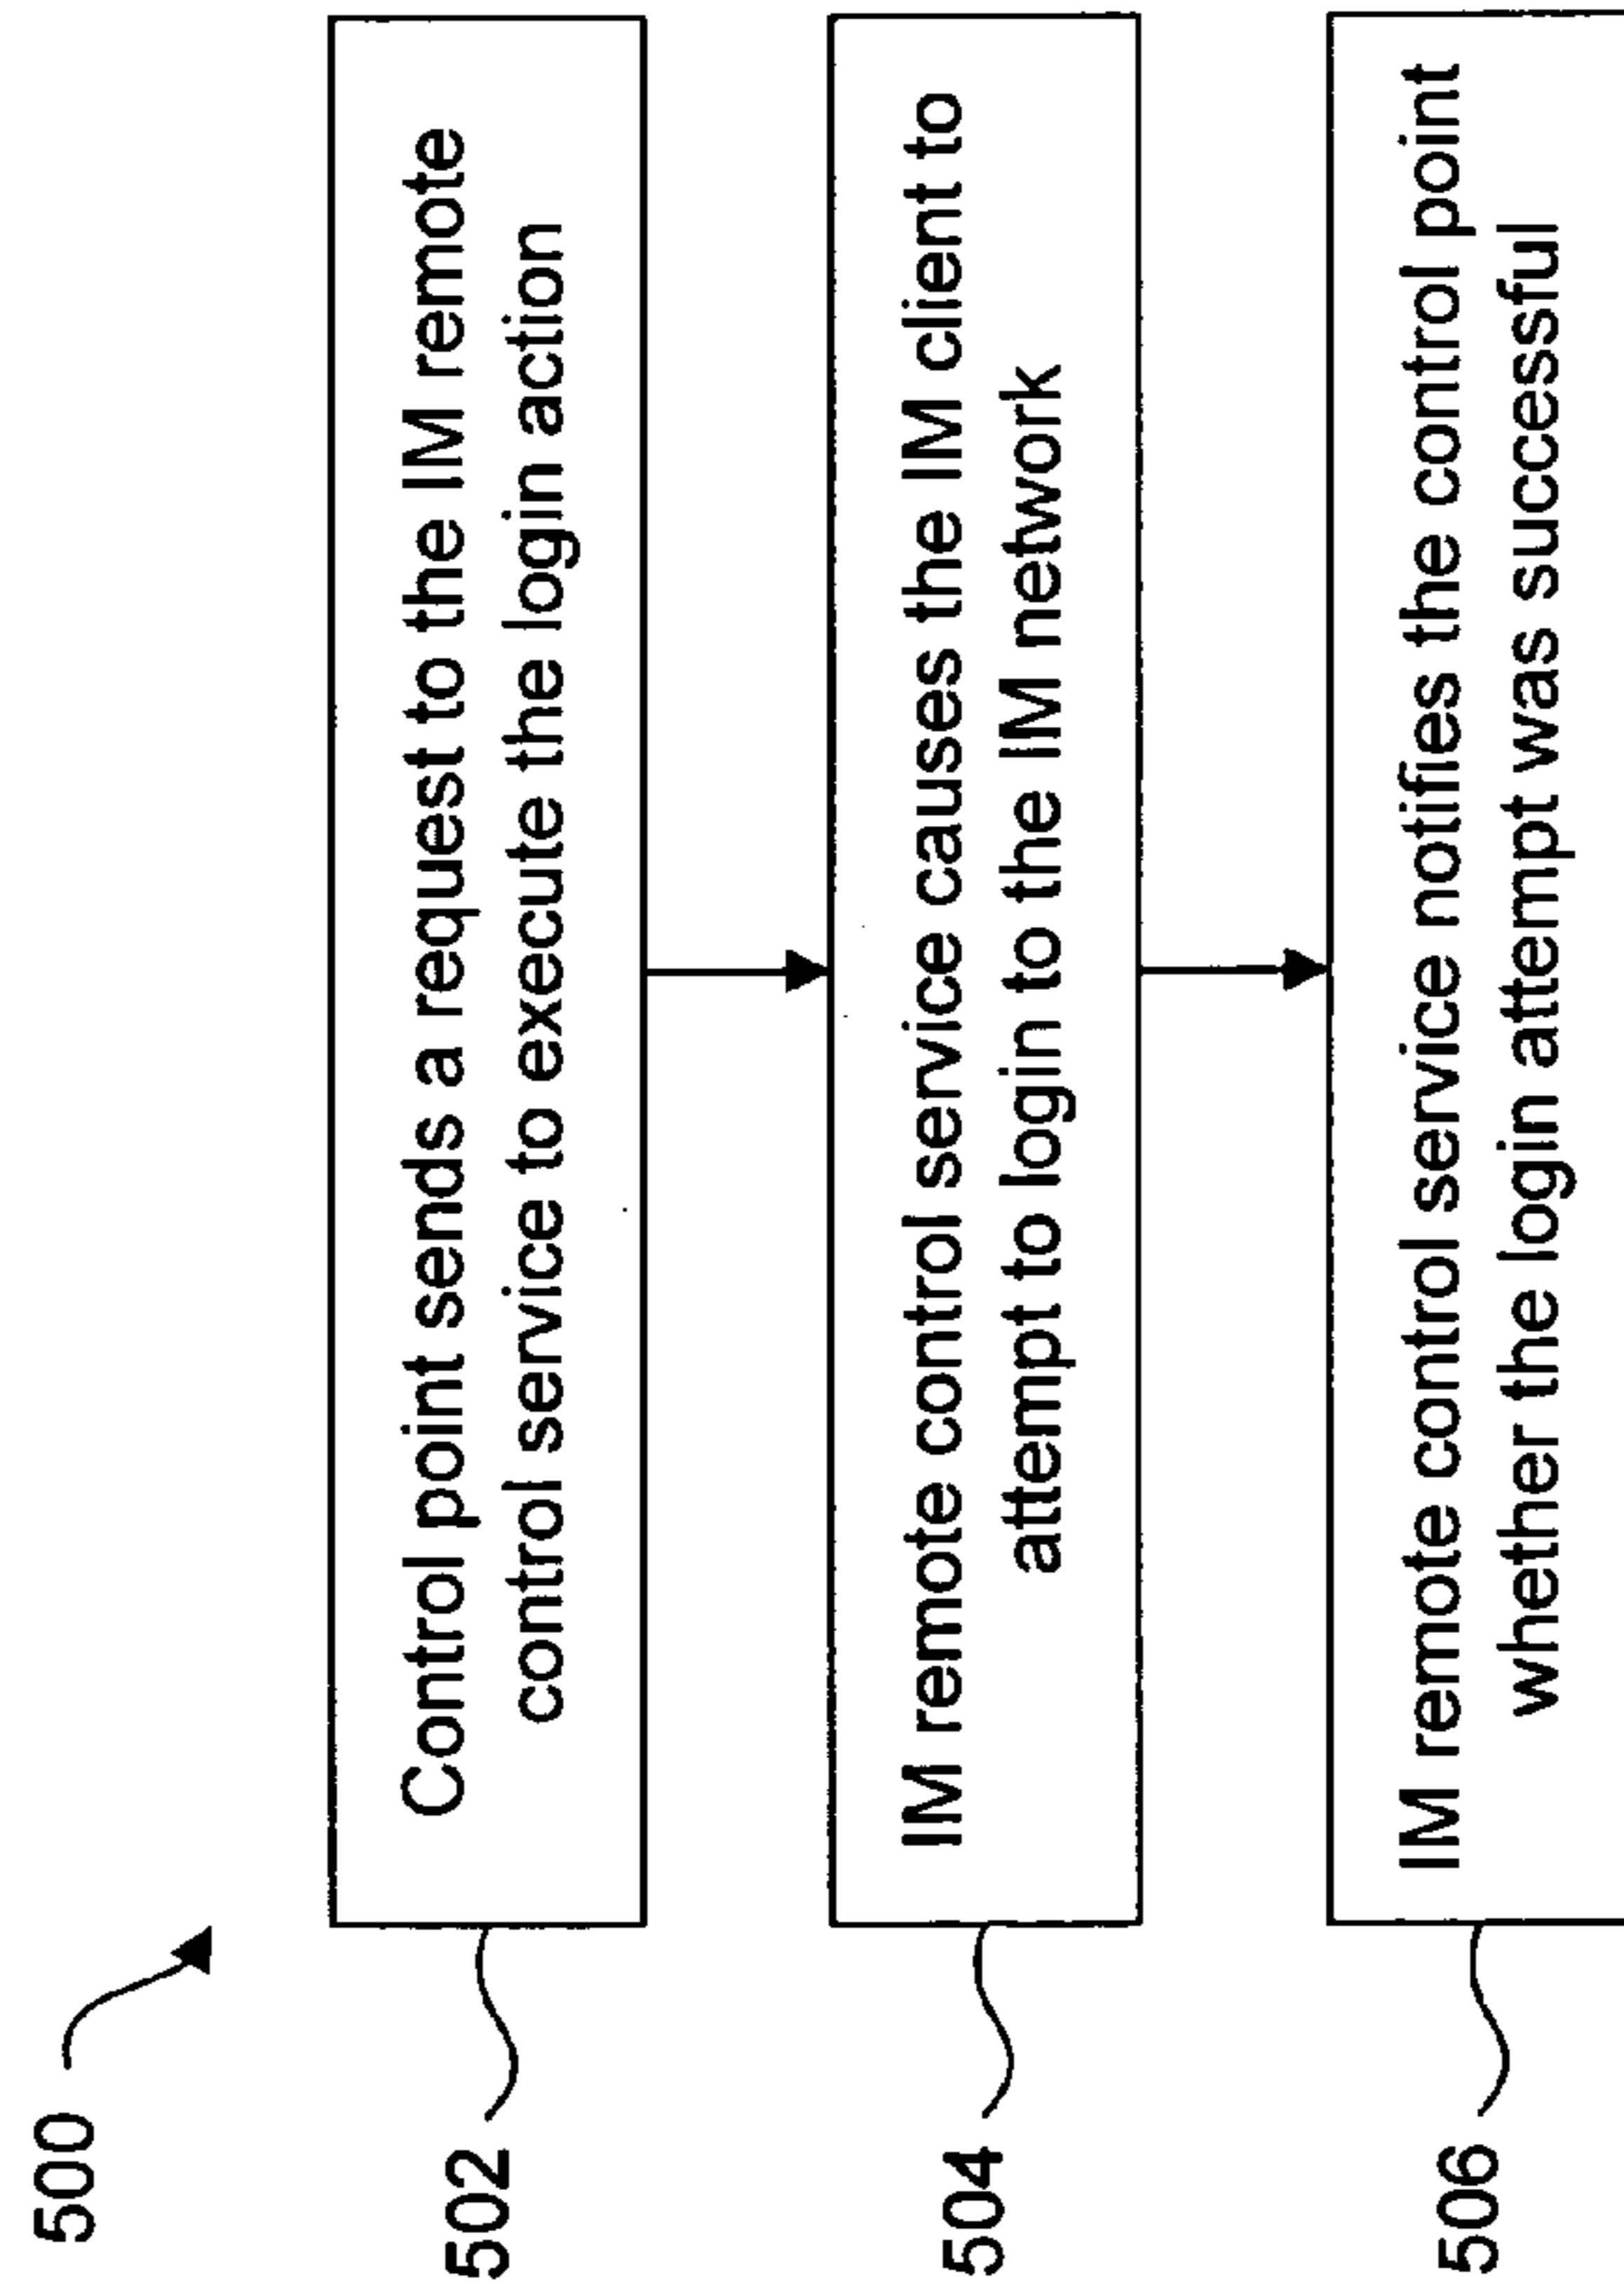 500
502
Control point sends a request to the IM remote
control service to execute the login action
504
IM remote control service causes the IM client to
attempt to login to the IM network
506
IM remote control service notifies the control point
whether the login attempt was successful